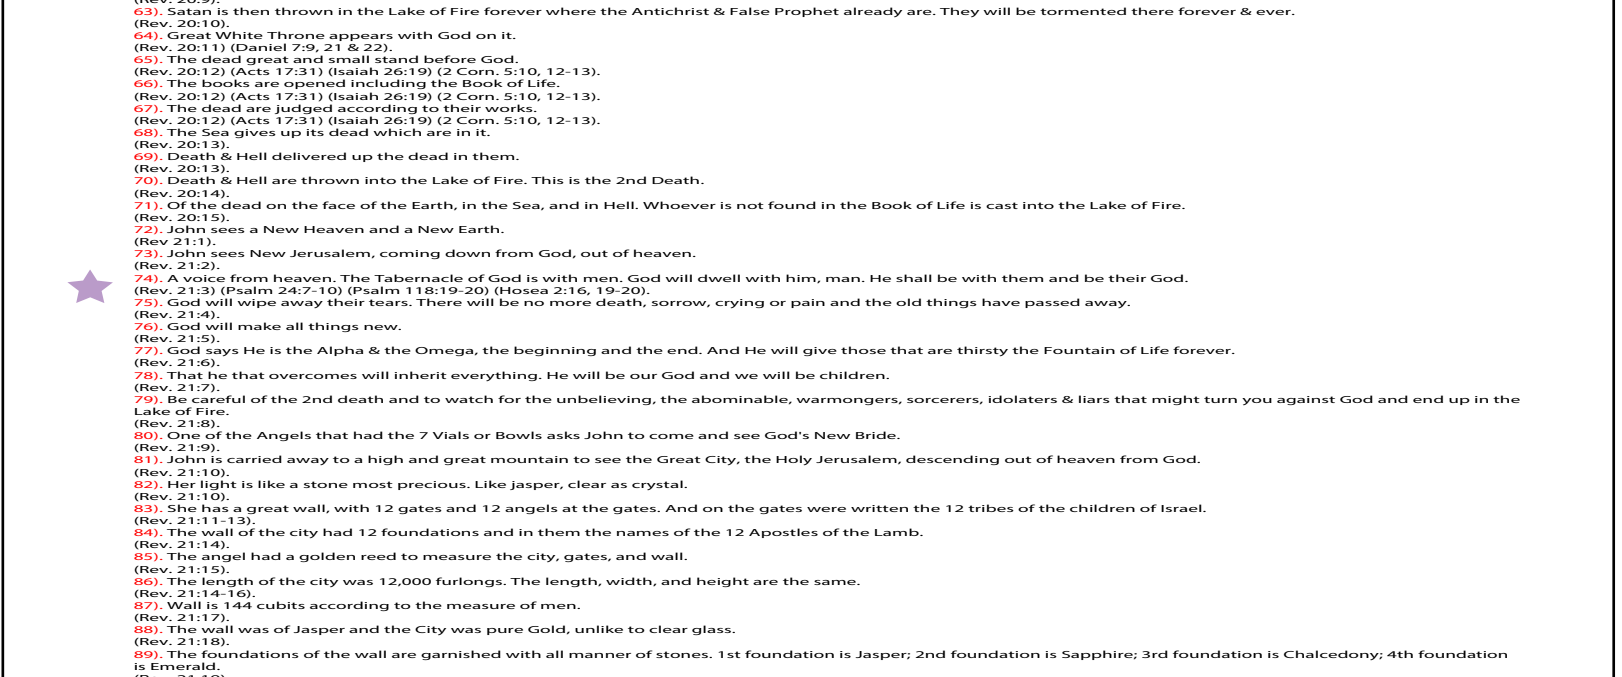 (Rev. 20:9).
63). Satan is then thrown in the Lake of Fire forever where the Antichrist & False Prophet already are. They will be tormented there forever & ever.
(Rev. 20:10).
64). Great White Throne appears with God on it.
(Rev. 20:11) (Daniel 7:9, 21 & 22).
65). The dead great and small stand before God.
(Rev. 20:12) (Acts 17:31) (Isaiah 26:19) (2 Corn. 5:10, 12-13).
66). The books are opened including the Book of Life.
(Rev. 20:12) (Acts 17:31) (Isaiah 26:19) (2 Corn. 5:10, 12-13).
67). The dead are judged according to their works.
(Rev. 20:12) (Acts 17:31) (Isaiah 26:19) (2 Corn. 5:10, 12-13).
68). The Sea gives up its dead which are in it.
(Rev. 20:13).
69). Death & Hell delivered up the dead in them.
(Rev. 20:13).
70). Death & Hell are thrown into the Lake of Fire. This is the 2nd Death.
(Rev. 20:14).
71). Of the dead on the face of the Earth, in the Sea, and in Hell. Whoever is not found in the Book of Life is cast into the Lake of Fire.
(Rev. 20:15).
72). John sees a New Heaven and a New Earth.
(Rev 21:1).
73). John sees New Jerusalem, coming down from God, out of heaven.
(Rev. 21:2).
74). A voice from heaven. The Tabernacle of God is with men. God will dwell with him, man. He shall be with them and be their God.
(Rev. 21:3) (Psalm 24:7-10) (Psalm 118:19-20) (Hosea 2:16, 19-20).
75). God will wipe away their tears. There will be no more death, sorrow, crying or pain and the old things have passed away.
(Rev. 21:4).
76). God will make all things new.
(Rev. 21:5).
77). God says He is the Alpha & the Omega, the beginning and the end. And He will give those that are thirsty the Fountain of Life forever.
(Rev. 21:6).
78). That he that overcomes will inherit everything. He will be our God and we will be children.
(Rev. 21:7).
79). Be careful of the 2nd death and to watch for the unbelieving, the abominable, warmongers, sorcerers, idolaters & liars that might turn you against God and end up in the
Lake of Fire.
(Rev. 21:8).
80). One of the Angels that had the 7 Vials or Bowls asks John to come and see God's New Bride.
(Rev. 21:9).
81). John is carried away to a high and great mountain to see the Great City, the Holy Jerusalem, descending out of heaven from God.
(Rev. 21:10).
82). Her light is like a stone most precious. Like jasper, clear as crystal.
(Rev. 21:10).
83). She has a great wall, with 12 gates and 12 angels at the gates. And on the gates were written the 12 tribes of the children of Israel.
(Rev. 21:11-13).
84). The wall of the city had 12 foundations and in them the names of the 12 Apostles of the Lamb.
(Rev. 21:14).
85). The angel had a golden reed to measure the city, gates, and wall.
(Rev. 21:15).
86). The length of the city was 12,000 furlongs. The length, width, and height are the same.
(Rev. 21:14-16).
87). Wall is 144 cubits according to the measure of men.
(Rev. 21:17).
88). The wall was of Jasper and the City was pure Gold, unlike to clear glass.
(Rev. 21:18).
89). The foundations of the wall are garnished with all manner of stones. 1st foundation is Jasper; 2nd foundation is Sapphire; 3rd foundation is Chalcedony; 4th foundation
is Emerald.
(Rev. 21:19).